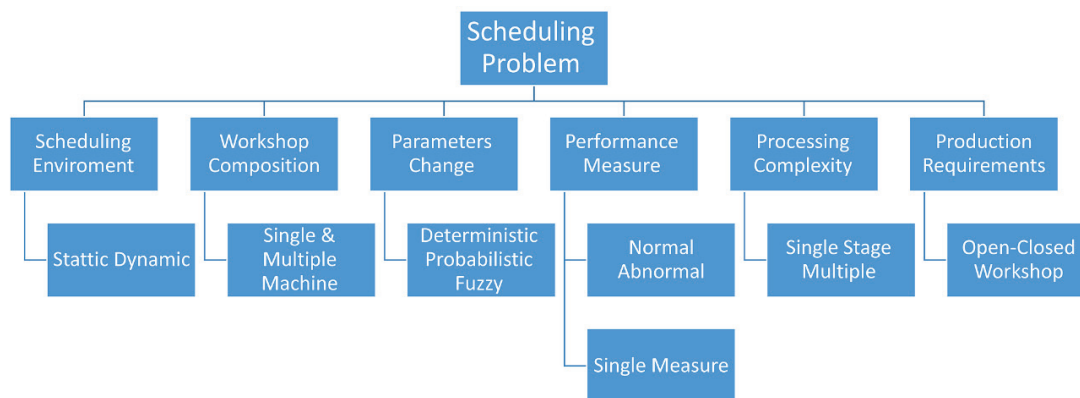 Scheduling
Problem
Scheduling
Enviroment
Workshop
Composition
Parameters
Change
Performance
Measure
Processing
Complexity
Production
Requirements
Stattic Dynamic
Single &
Multiple
Machine
Deterministic
Probabilistic
Fuzzy
Normal
Abnormal
Single Stage
Multiple
Open-Closed
Workshop
Single Measure